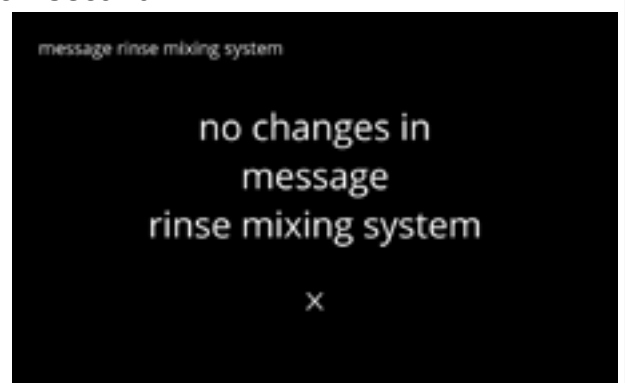 message rinse mixing system
no changes in
message
rinse mixing system
x